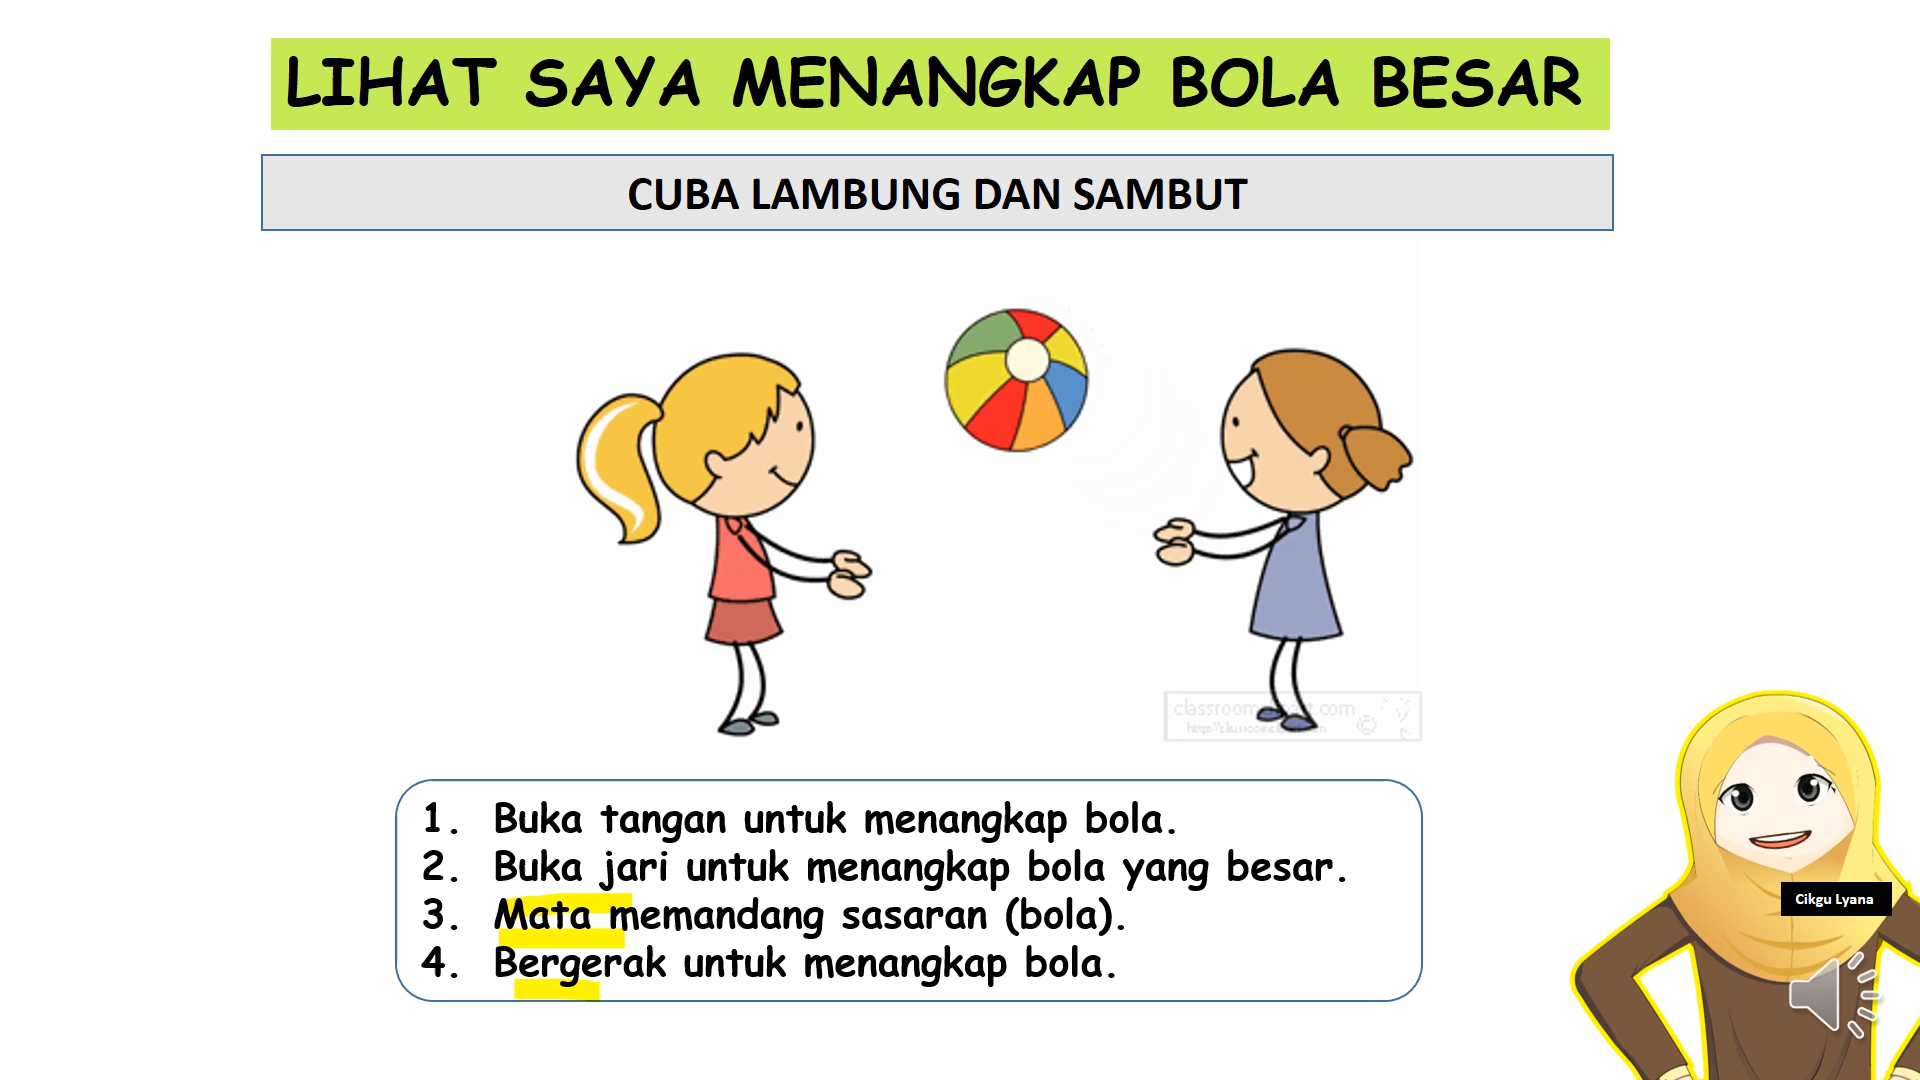 LIHAT SAYA MENANGKAP BOLA BESAR
CUBA LAMBUNG DAN SAMBUT
1. Buka tangan untuk menangkap bola.
2. Buka jari untuk menangkap bola yang besar.
3. Mata memandang sasaran (bola).
4. Bergerak untuk menangkap bola.
Cikgu Lyana